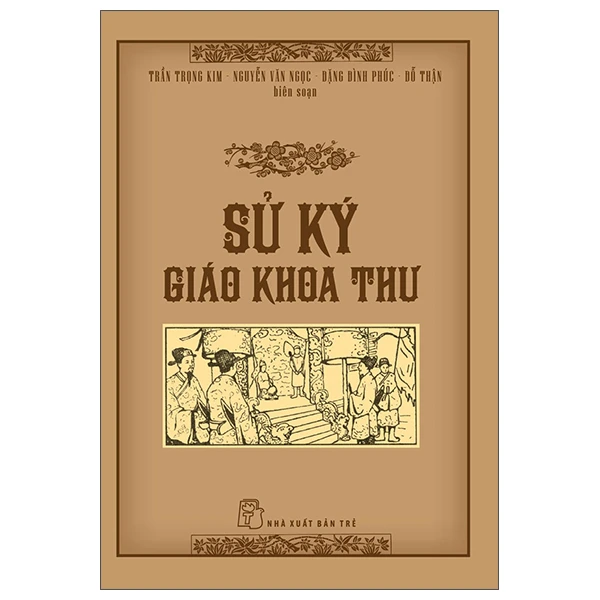 TRẦN TRỌNG KIM - NGUYỄN VĂN NGỌC - ĐẶNG ĐÌNH PHÚC - ĐỖ THẬN
biên soạn
SỬ KÝ
GIÁO KHOA THƯ
NHÀ XUẤT BẢN TRẺ